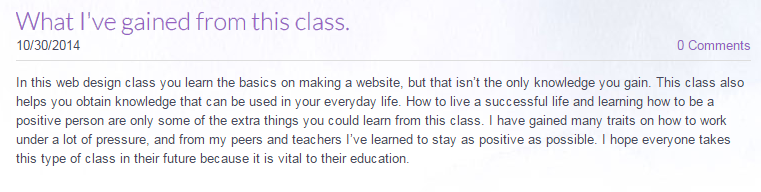 What I've gained from this class.
10/30/2014 0 Comments
In this web design class you learn the basics on making a website, but that isn't the only knowledge you gain. This class also
helps you obtain knowledge that can be used in your everyday life. How to live a successful life and learning how to be a
positive person are only some of the extra things you could learn from this class. I have gained many traits on how to work
under a lot of pressure, and from my peers and teachers I've learned to stay as positive as possible. I hope everyone takes
this type of class in their future because it is vital to their education.